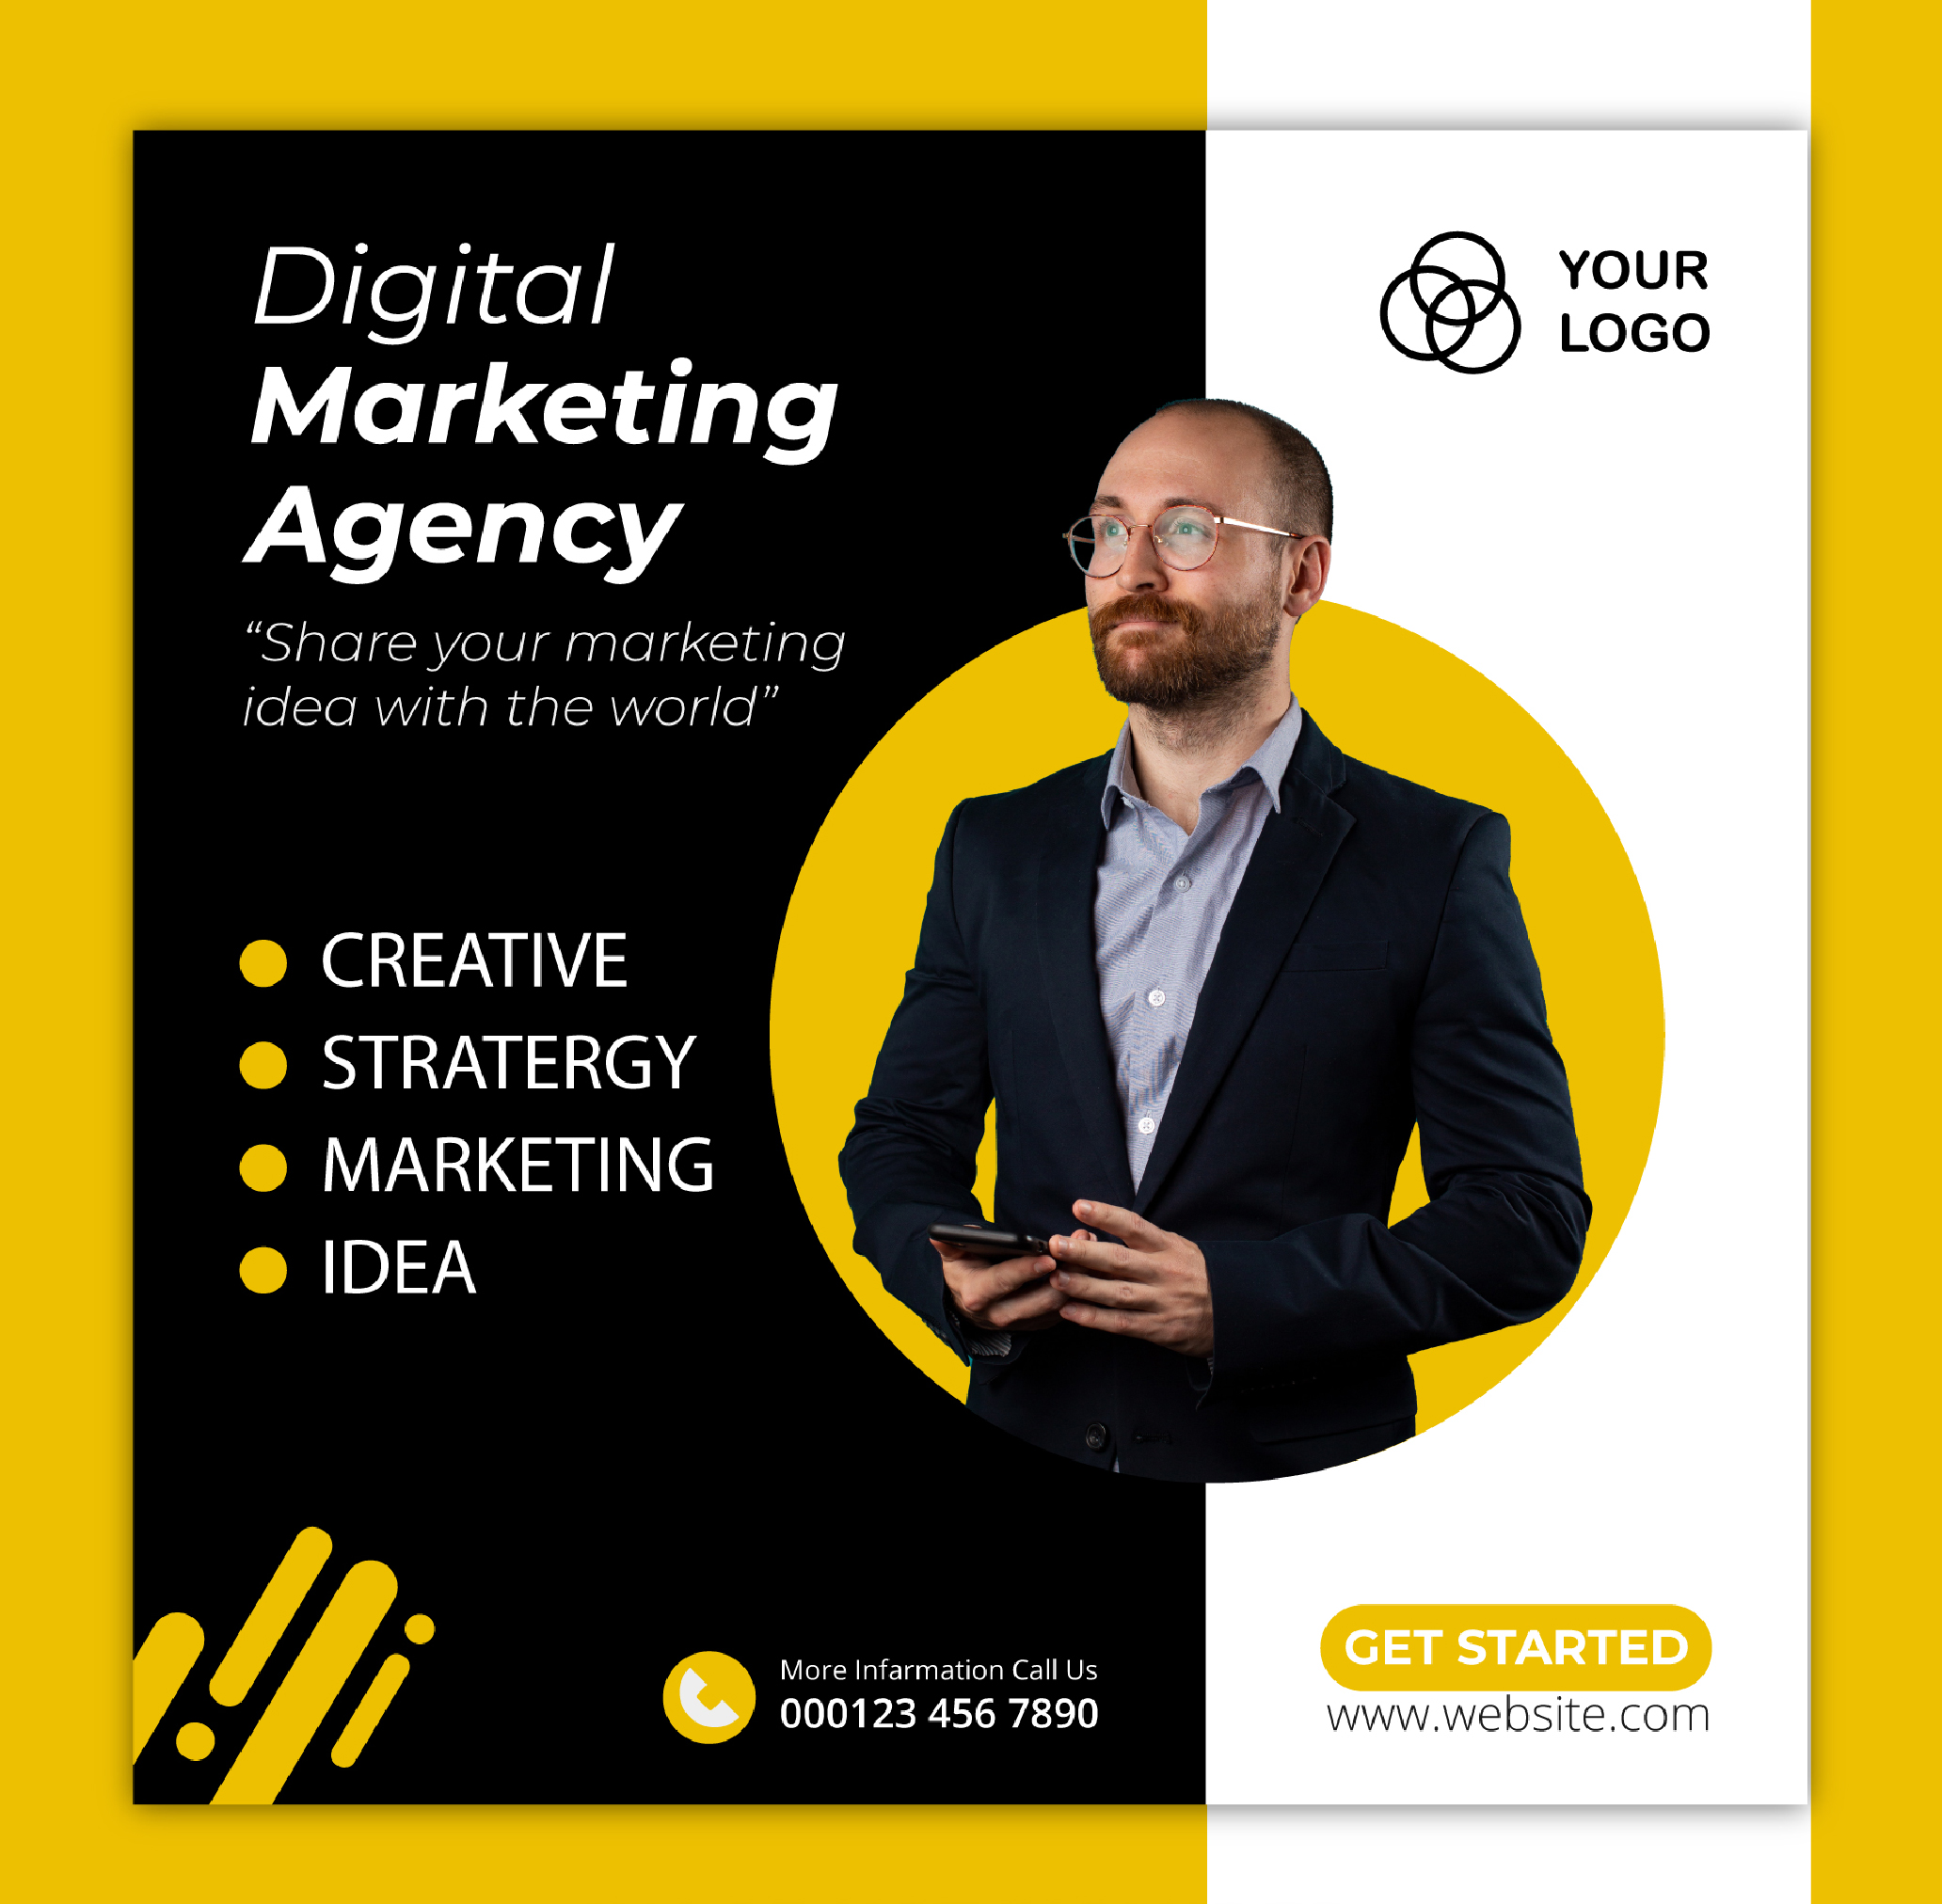 Digital
Marketing
Agency
“Share your marketing
idea with the world”
YOUR
LOGO
CREATIVE
STRATERGY
MARKETING
IDEA
More Infarmation Call Us
000123 456 7890
GET STARTED
www.website.com